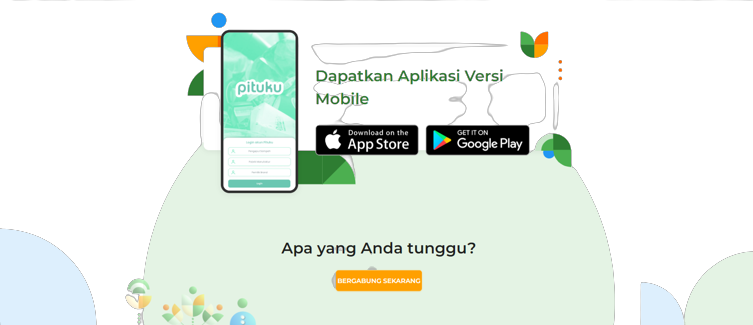 Dapatkan Aplikasi Versi
Mobile
pituku
Download on the
App Store
GET IT ON
Google Play
Login
Apa yang Anda tunggu?
BERGABUNG SEKARANG